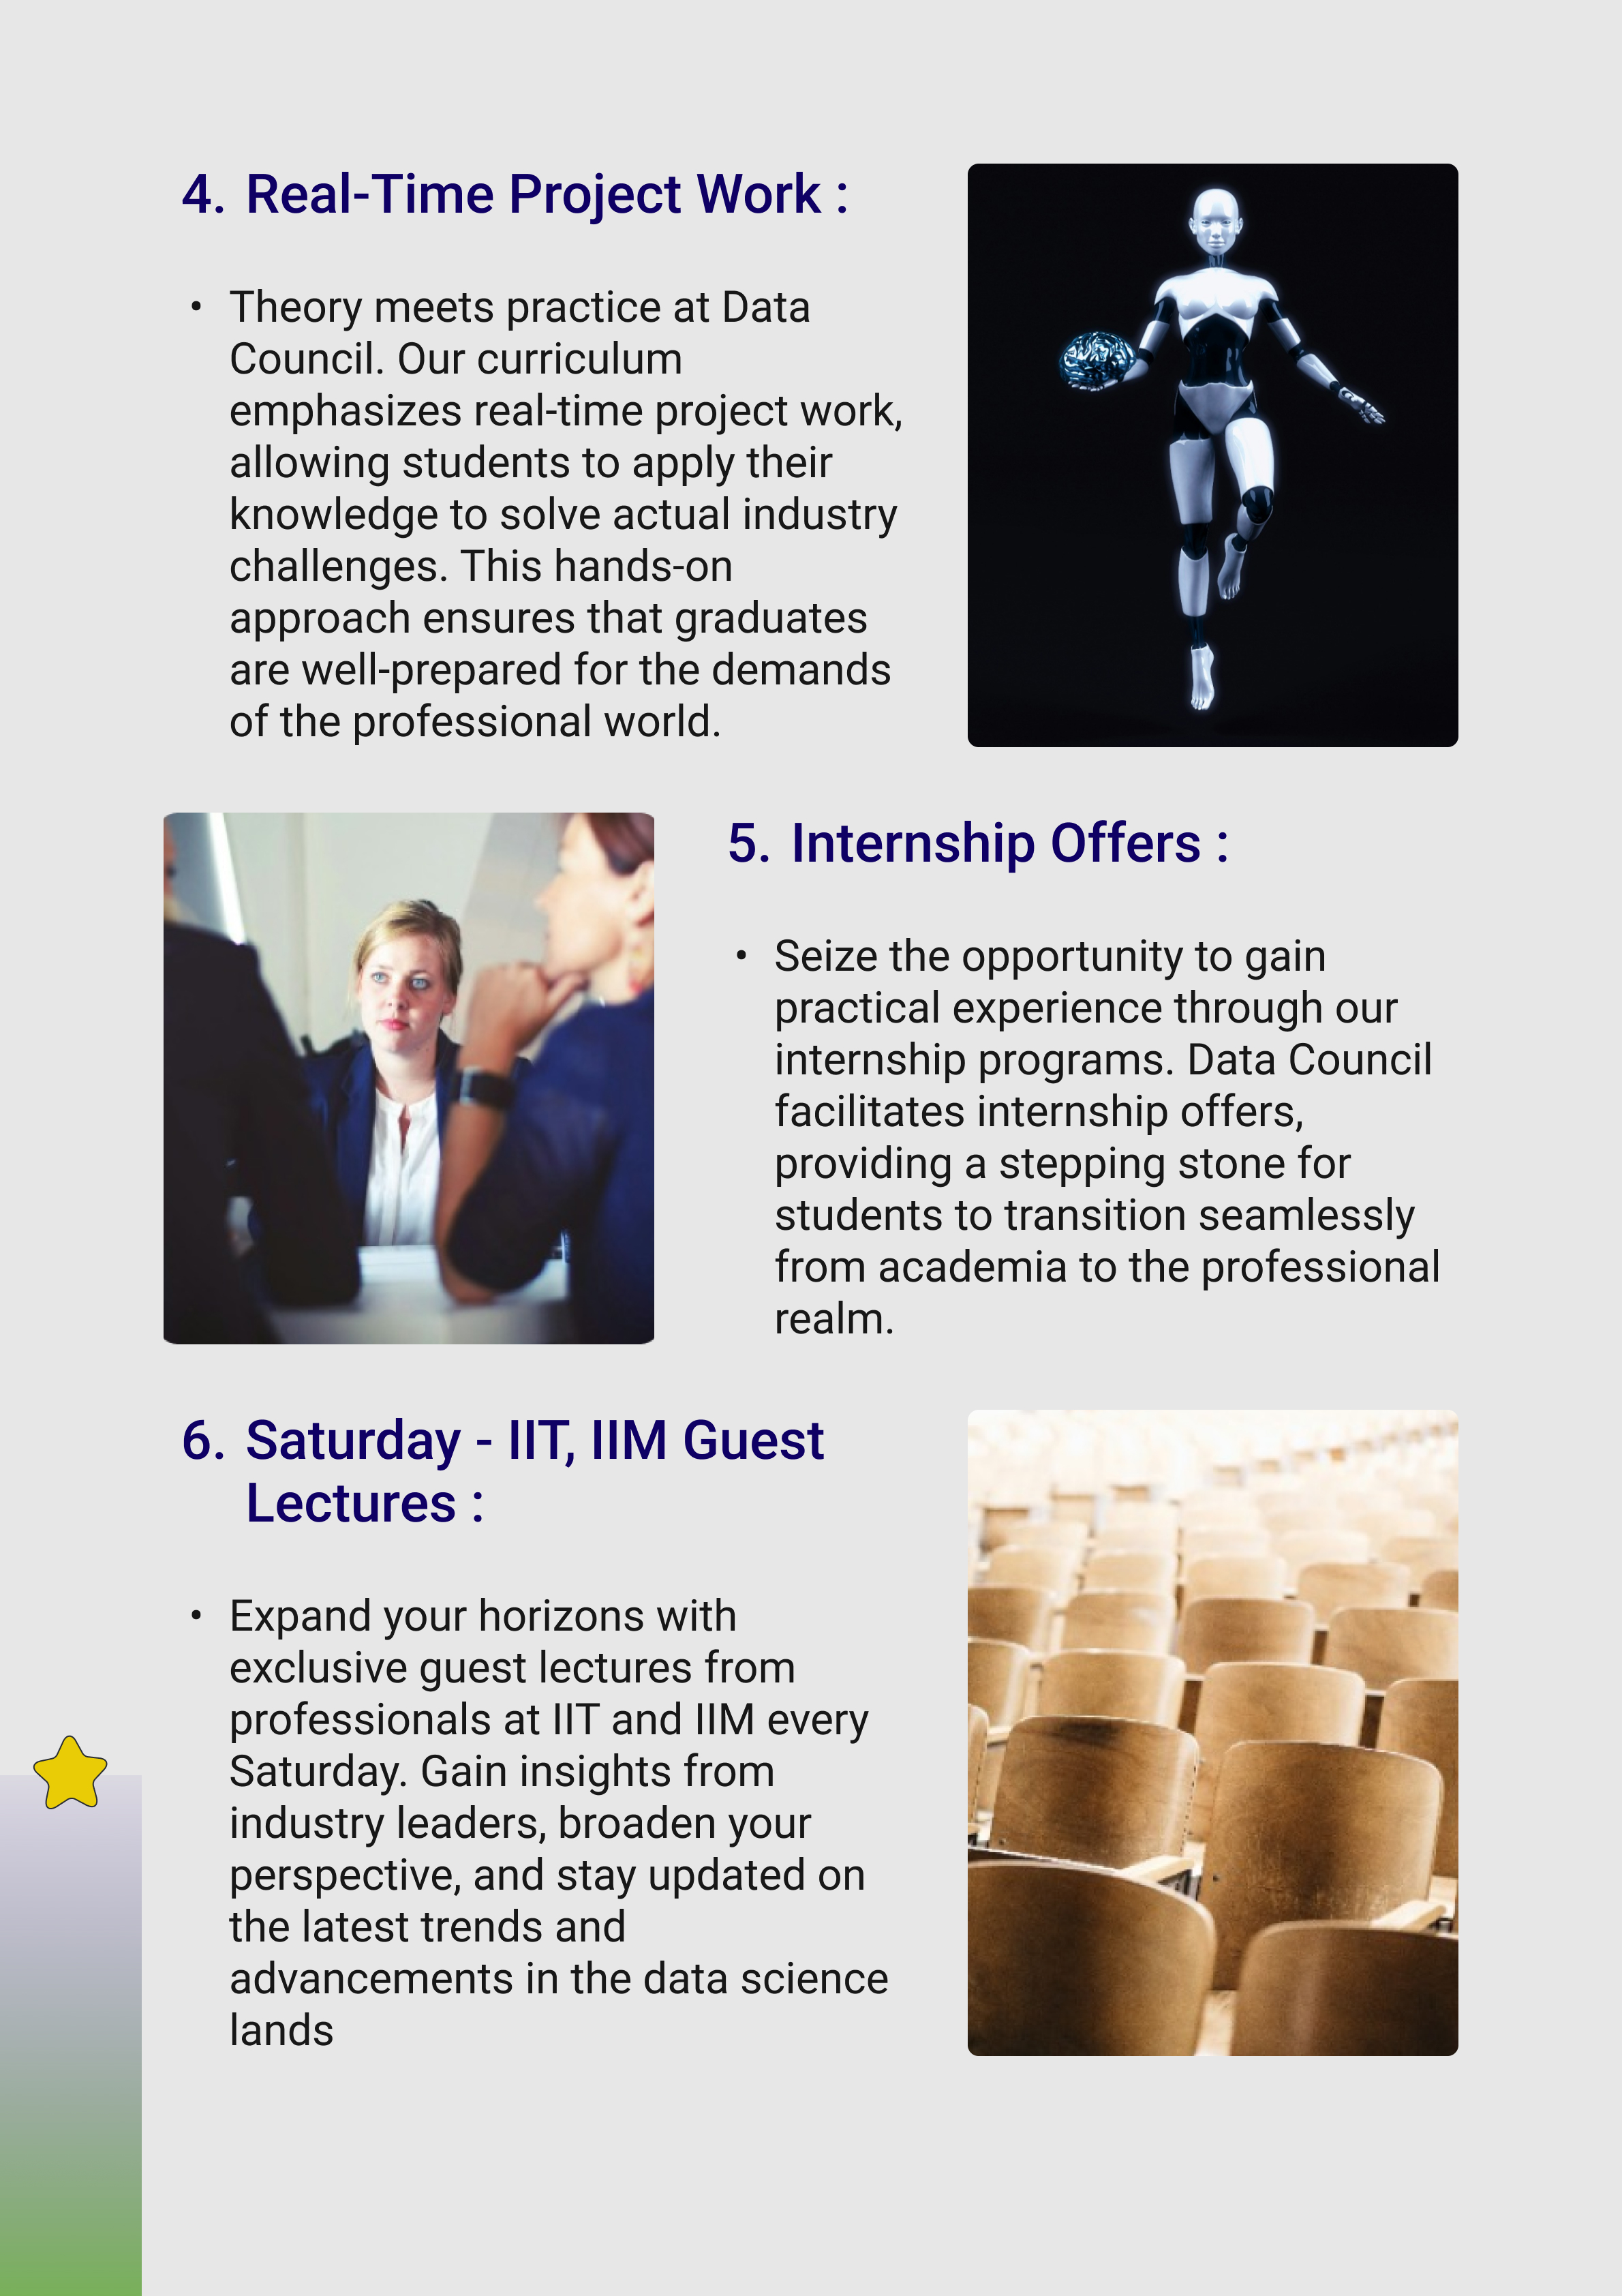 4. Real-Time Project Work :
• Theory meets practice at Data
Council. Our curriculum
emphasizes real-time project work,
allowing students to apply their
knowledge to solve actual industry
challenges. This hands-on
approach ensures that graduates
are well-prepared for the demands
of the professional world.
5. Internship Offers :
• Seize the opportunity to gain
practical experience through our
internship programs. Data Council
facilitates internship offers,
providing a stepping stone for
students to transition seamlessly
from academia to the professional
realm.
6. Saturday - IIT, IIM Guest
Lectures :
• Expand your horizons with
exclusive guest lectures from
professionals at IIT and IIM every
Saturday. Gain insights from
industry leaders, broaden your
perspective, and stay updated on
the latest trends and
advancements in the data science
lands